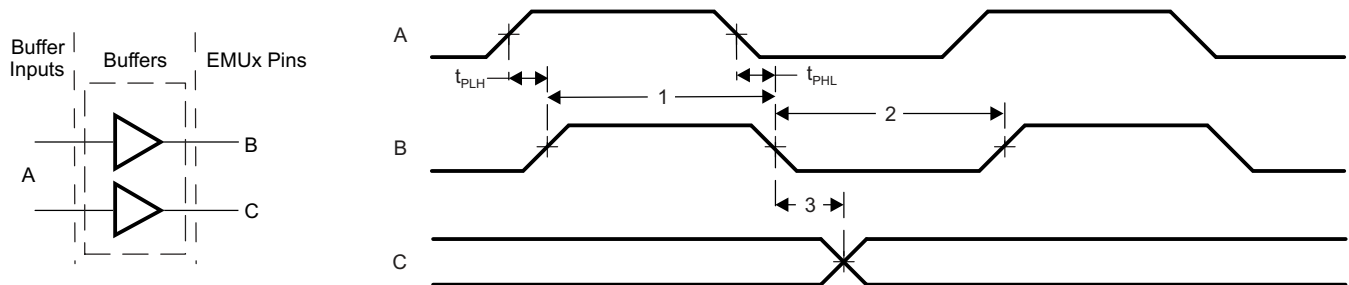 Buffer
Inputs
Buffers
EMUx Pins
A
B
C
A
t_PLH
t_PHL
1
2
B
3
C